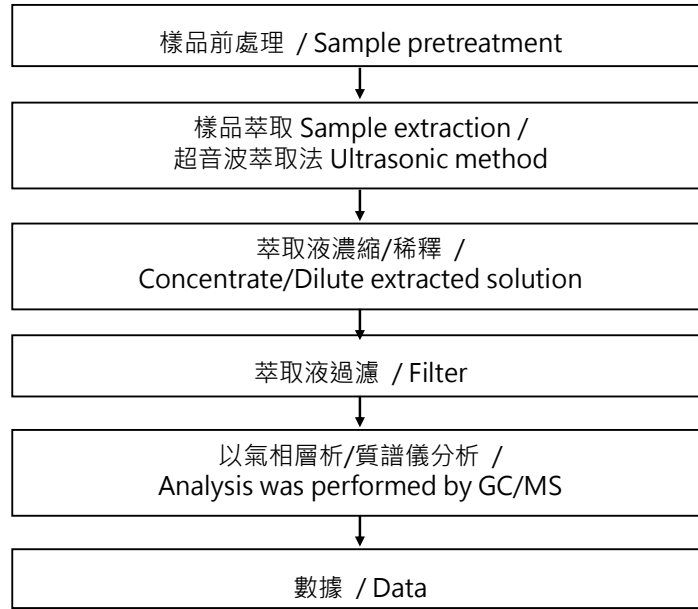 樣品前處理 / Sample pretreatment
樣品萃取 Sample extraction /
超音波萃取法 Ultrasonic method
萃取液濃縮/稀釋 /
Concentrate/Dilute extracted solution
萃取液過濾 / Filter
以氣相層析/質譜儀分析 /
Analysis was performed by GC/MS
數據 / Data